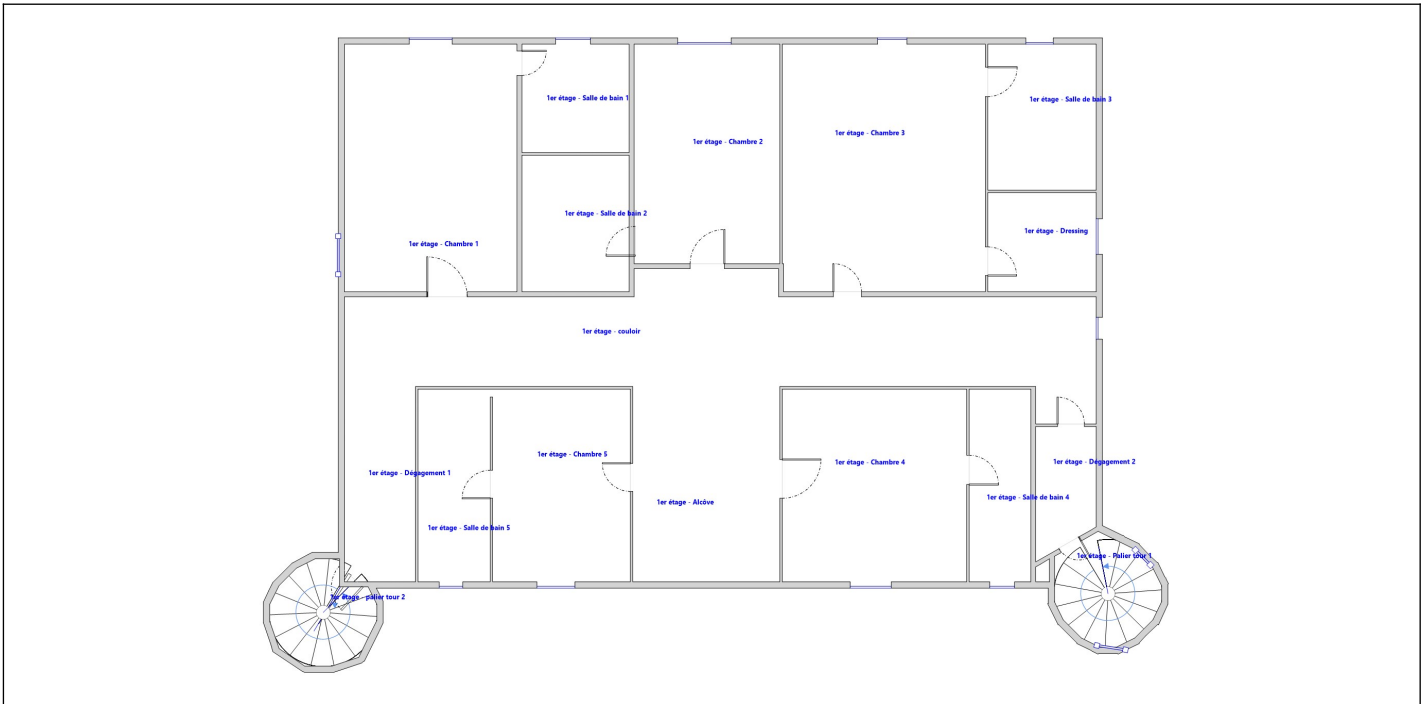 1er étage - Salle de bain 1
1er étage - Salle de bain 3
1er étage - Chambre 3
1er étage - Chambre 2
1er étage - Salle de bain 2
1er étage - Dressing
1er étage - Chambre 1
1er étage - couloir
1er étage - Chambre 5
1er étage - Chambre 4
1er étage - Dégagement 2
1er étage - Dégagement 1
1er étage - Salle de bain 4
1er étage - Alcôve
1er étage - Salle de bain 5
1er étage - Palier tour 1
1er étage - palier tour 2